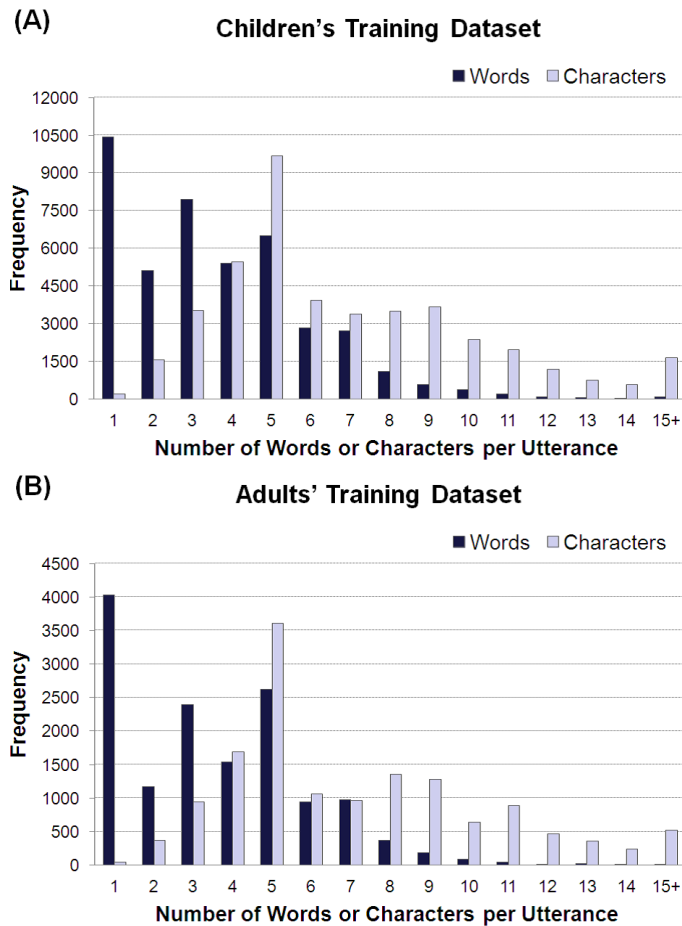 (A)
Children's Training Dataset
Words Characters
12000
10500
9000
7500
6000
4500
3000
1500
0
Frequency
1 2 3 4 5 6 7 8 9 10 11 12 13 14 15+
Number of Words or Characters per Utterance
(B)
Adults' Training Dataset
Words Characters
4500
4000
3500
3000
2500
2000
1500
1000
500
0
Frequency
1 2 3 4 5 6 7 8 9 10 11 12 13 14 15+
Number of Words or Characters per Utterance